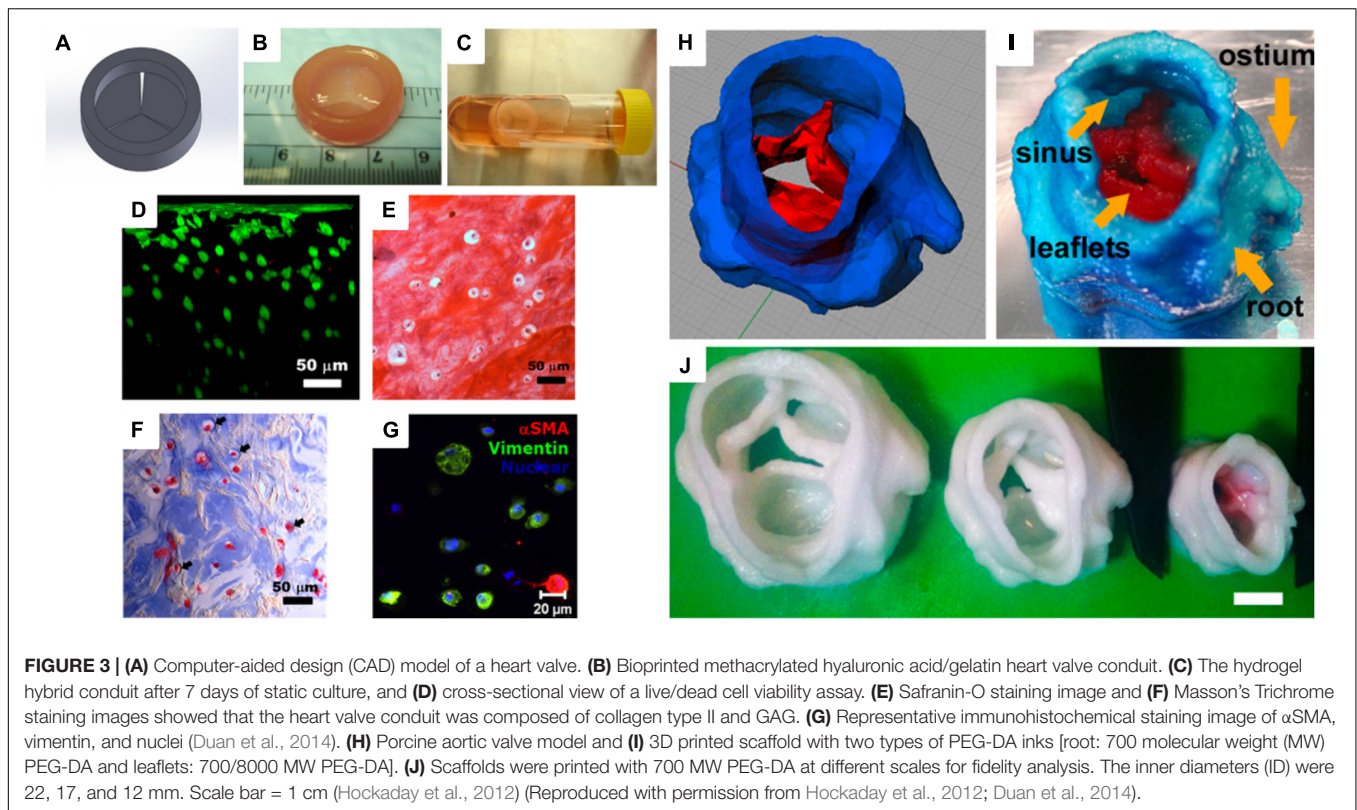 A
B
C
9 8 7 6
D
50 μm
E
50 μm
F
50 μm
G
αSMA
Vimentin
Nuclear
20 μm
H
I
ostium
sinus
leaflets
root
J
FIGURE 3 | (A) Computer-aided design (CAD) model of a heart valve. (B) Bioprinted methacrylated hyaluronic acid/gelatin heart valve conduit. (C) The hydrogel
hybrid conduit after 7 days of static culture, and (D) cross-sectional view of a live/dead cell viability assay. (E) Safranin-O staining image and (F) Masson's Trichrome
staining images showed that the heart valve conduit was composed of collagen type II and GAG. (G) Representative immunohistochemical staining image of αSMA,
vimentin, and nuclei (Duan et al., 2014). (H) Porcine aortic valve model and (I) 3D printed scaffold with two types of PEG-DA inks [root: 700 molecular weight (MW)
PEG-DA and leaflets: 700/8000 MW PEG-DA]. (J) Scaffolds were printed with 700 MW PEG-DA at different scales for fidelity analysis. The inner diameters (ID) were
22, 17, and 12 mm. Scale bar = 1 cm (Hockaday et al., 2012) (Reproduced with permission from Hockaday et al., 2012; Duan et al., 2014).